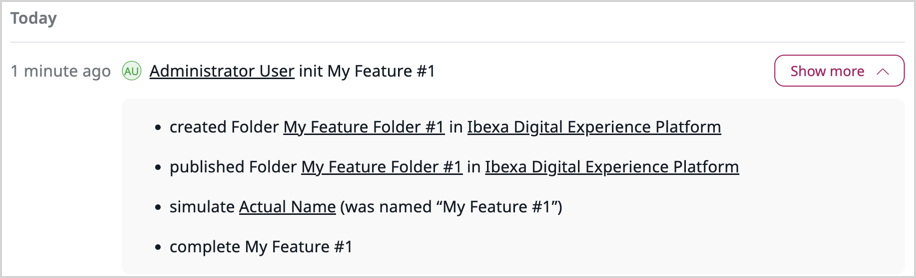 Today
1 minute ago AU Administrator User init My Feature #1 Show more
• created Folder My Feature Folder #1 in Ibexa Digital Experience Platform
• published Folder My Feature Folder #1 in Ibexa Digital Experience Platform
• simulate Actual Name (was named “My Feature #1”)
• complete My Feature #1